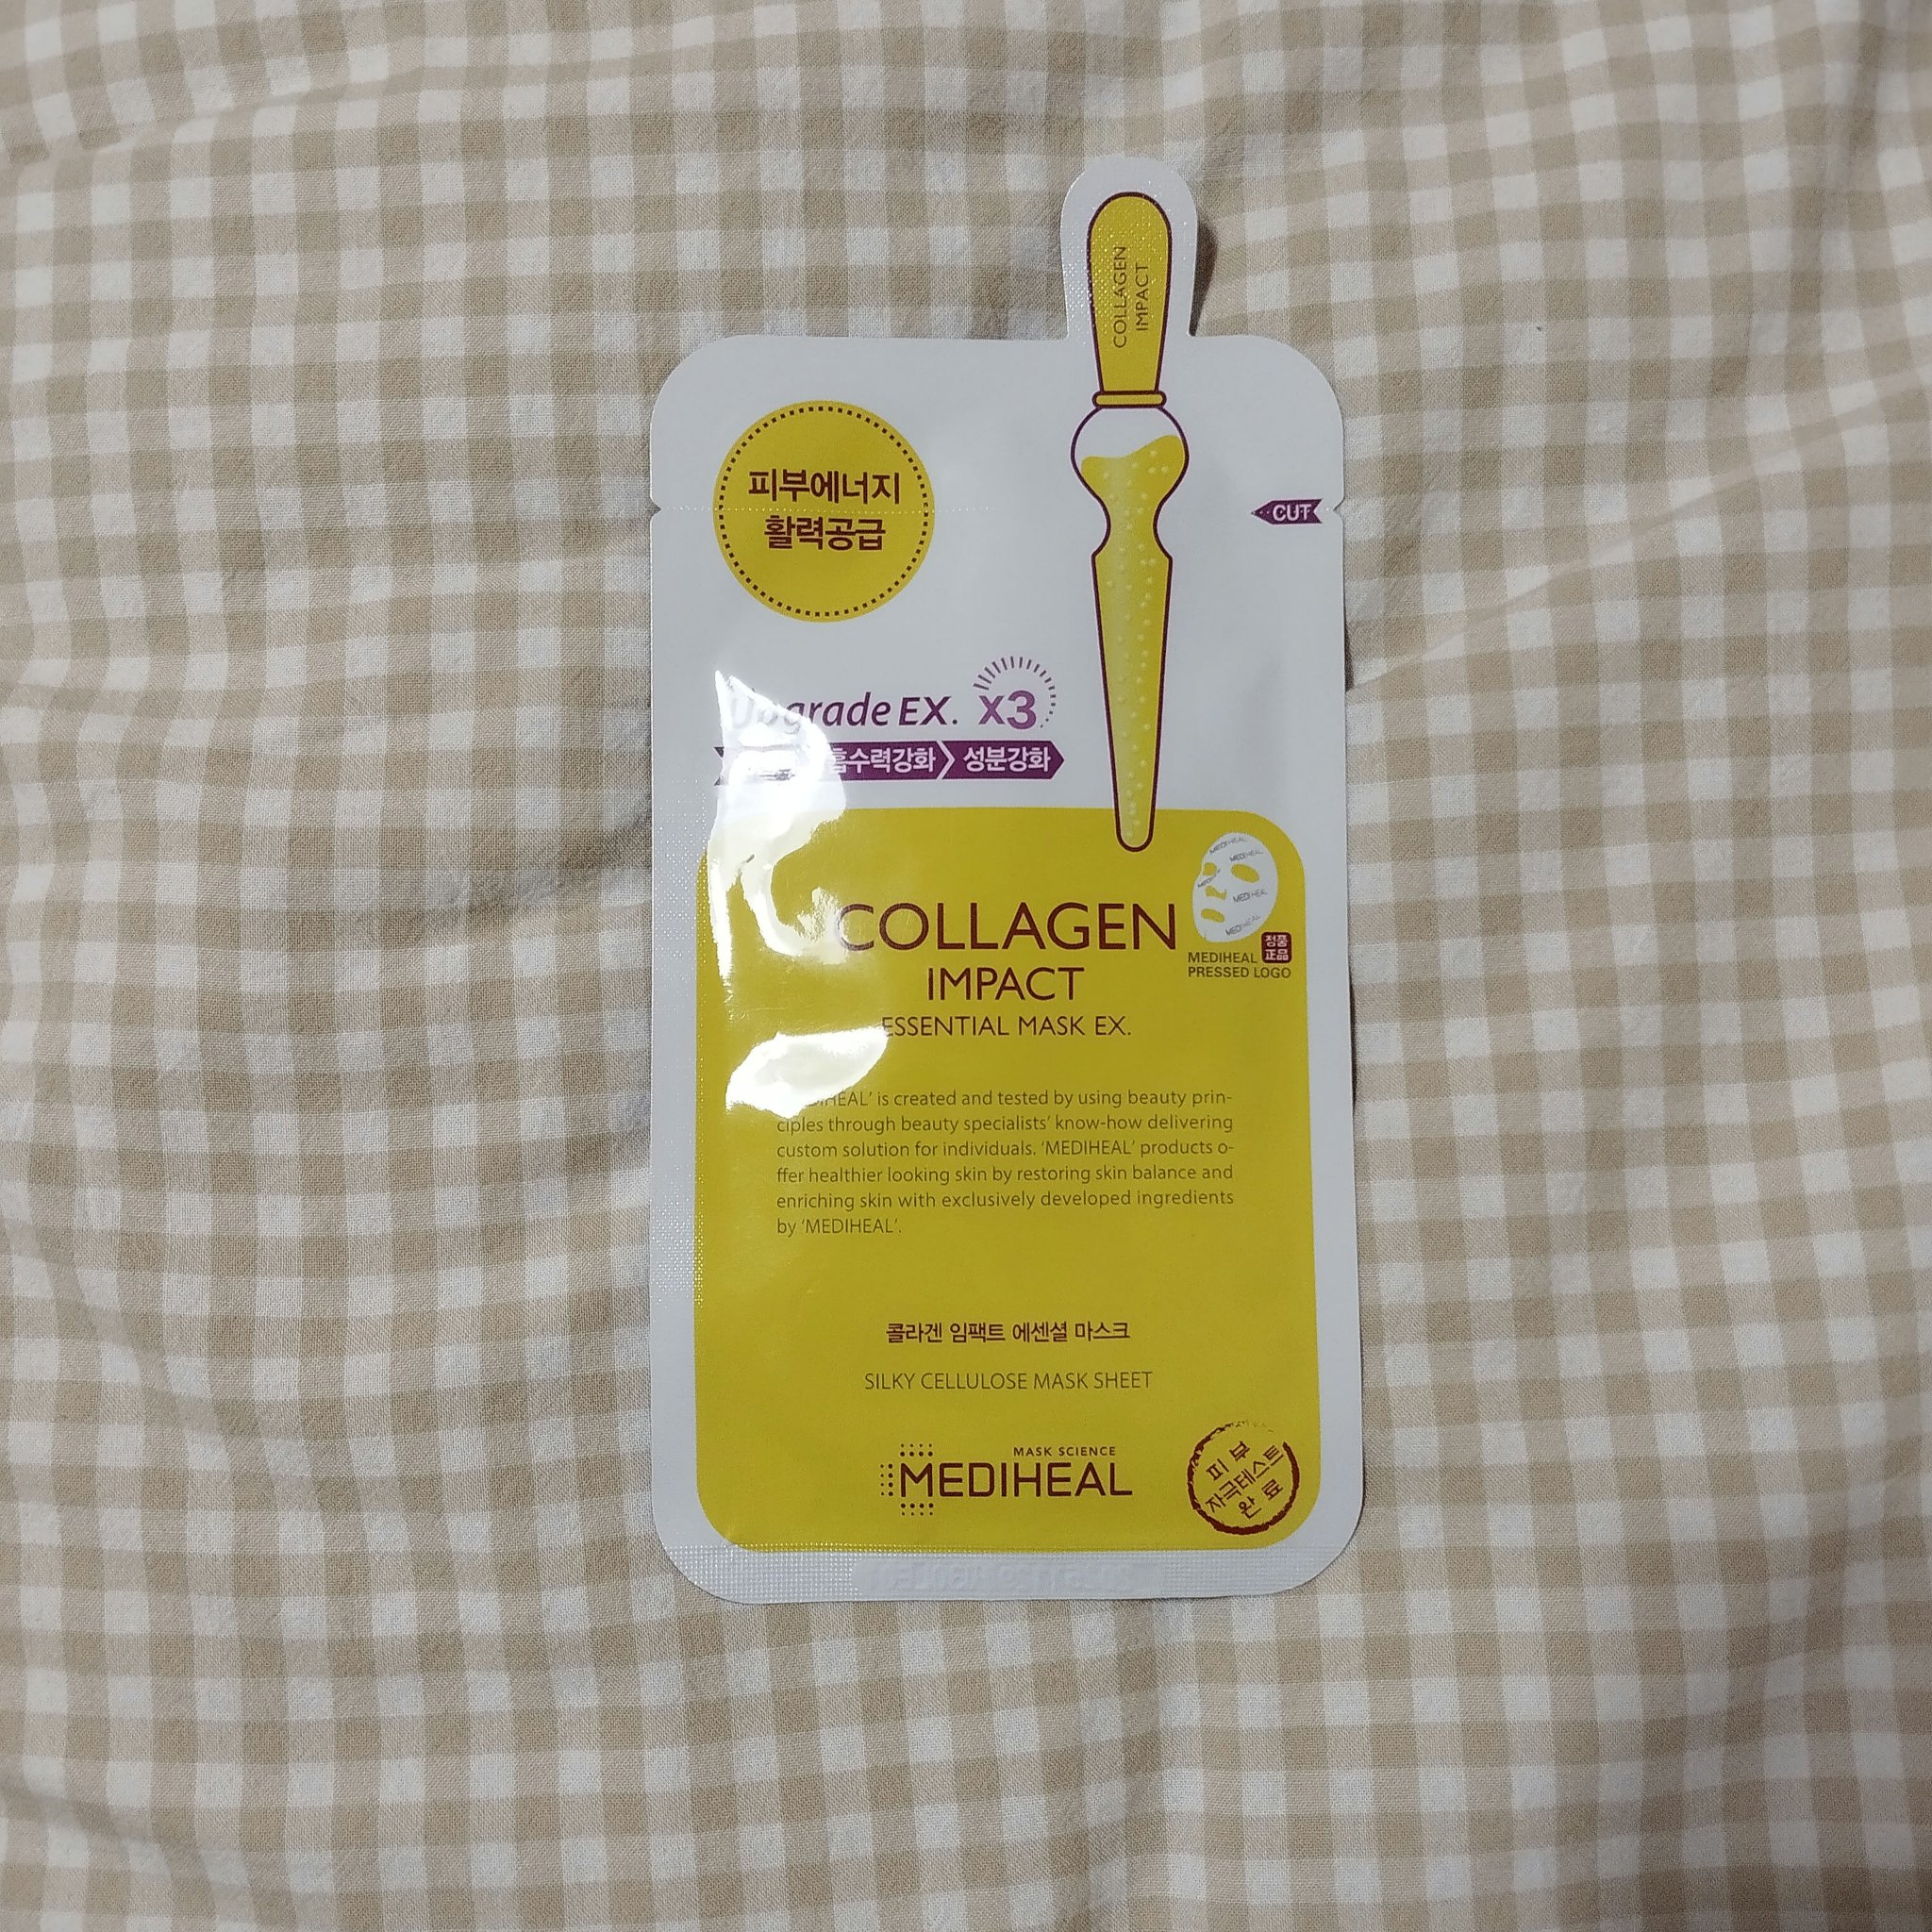 COLLAGEN
IMPACT
피부에너지
활력공급
CUT
Upgrade EX. x3
흡수력강화 성분강화
MEDIHEAL
MEDIHEAL
MEDIHEAL
MEDIHEAL
COLLAGEN
IMPACT
ESSENTIAL MASK EX.
정품
正品
MEDIHEAL
PRESSED LOGO
is created and tested by using beauty prin-
ciples through beauty specialists' know-how delivering
custom solution for individuals. 'MEDIHEAL' products o-
ffer healthier looking skin by restoring skin balance and
enriching skin with exclusively developed ingredients
by 'MEDIHEAL'.
콜라겐 임팩트 에센셜 마스크
SILKY CELLULOSE MASK SHEET
MASK SCIENCE
MEDIHEAL
피부
자극테스트
완료